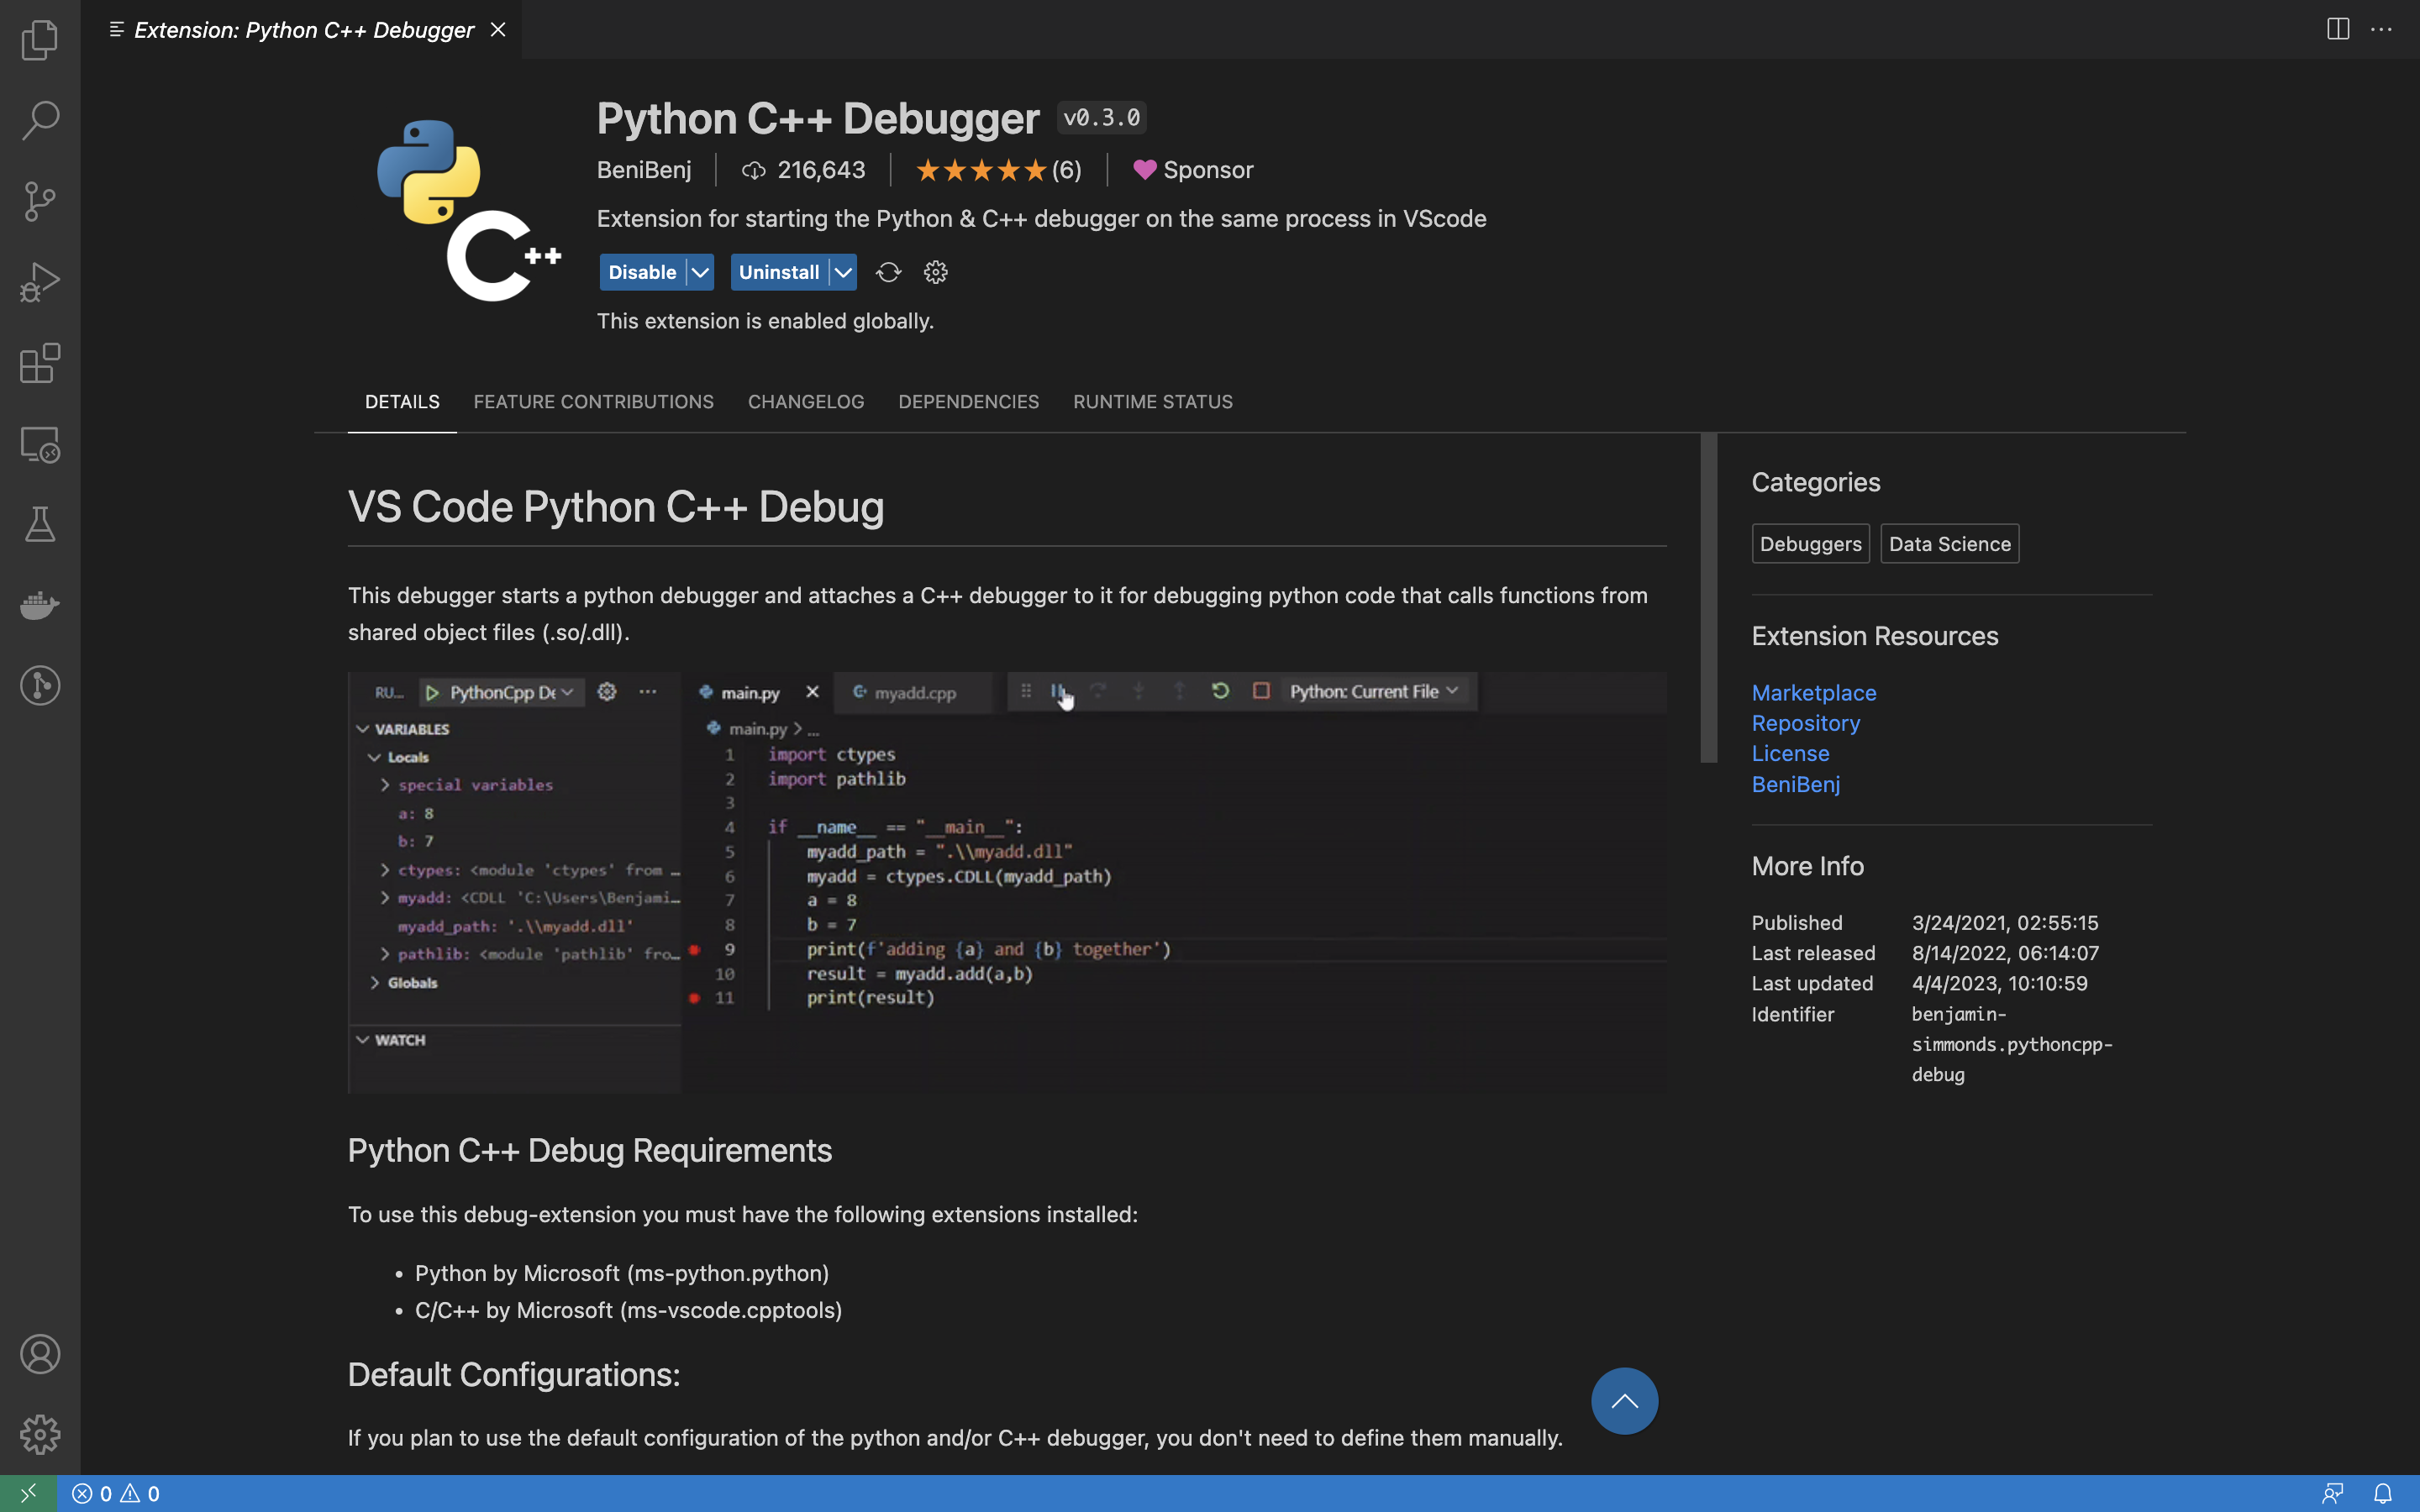 Extension: Python C++ Debugger
Python C++ Debugger v0.3.0
BeniBenj 216,643 (6) Sponsor
Extension for starting the Python & C++ debugger on the same process in VScode
Disable Uninstall
This extension is enabled globally.
DETAILS FEATURE CONTRIBUTIONS CHANGELOG DEPENDENCIES RUNTIME STATUS
VS Code Python C++ Debug
This debugger starts a python debugger and attaches a C++ debugger to it for debugging python code that calls functions from
shared object files (.so/.dll).
RU... PythonCpp De
VARIABLES
Locals
special variables
a: 8
b: 7
ctypes: <module 'ctypes' from ...
myadd: <CDLL 'C:\Users\Benjami...
myadd_path: '.\\myadd.dll'
pathlib: <module 'pathlib' fro...
Globals
WATCH
main.py myadd.cpp Python: Current File
main.py > ...
1 import ctypes
2 import pathlib
3
4 if __name__ == "__main__":
5 myadd_path = ".\\myadd.dll"
6 myadd = ctypes.CDLL(myadd_path)
7 a = 8
8 b = 7
9 print(f'adding {a} and {b} together')
10 result = myadd.add(a,b)
11 print(result)
Python C++ Debug Requirements
To use this debug-extension you must have the following extensions installed:
• Python by Microsoft (ms-python.python)
• C/C++ by Microsoft (ms-vscode.cpptools)
Default Configurations:
If you plan to use the default configuration of the python and/or C++ debugger, you don't need to define them manually.
Categories
Debuggers Data Science
Extension Resources
Marketplace
Repository
License
BeniBenj
More Info
Published 3/24/2021, 02:55:15
Last released 8/14/2022, 06:14:07
Last updated 4/4/2023, 10:10:59
Identifier benjamin-
simmonds.pythoncpp-
debug
0 0